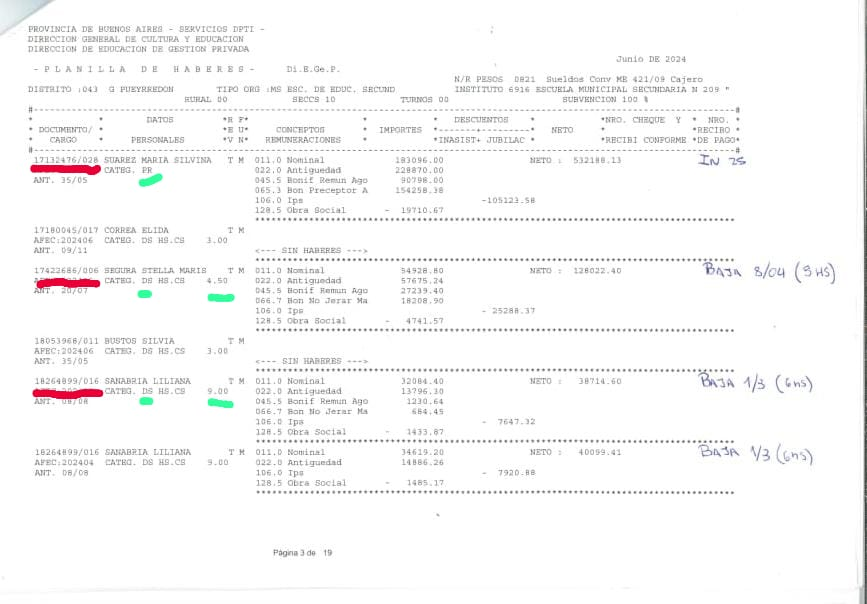 PROVINCIA DE BUENOS AIRES - SERVICIOS DPTI -
DIRECCION GENERAL DE CULTURA Y EDUCACION
DIRECCION DE EDUCACION DE GESTION PRIVADA
Junio DE 2024
- P L A N I L L A   D E   H A B E R E S -   Di.E.Ge.P.
N/R PESOS 0821 Sueldos Conv ME 421/09 Cajero
DISTRITO :043 G PUEYRREDON TIPO ORG :MS ESC. DE EDUC. SECUND INSTITUTO 6916 ESCUELA MUNICIPAL SECUNDARIA N 209 "
RURAL 00 SECCS 10 TURNOS 00 SUBVENCION 100 %
* * DATOS *R F* * * DESCUENTOS * *NRO. CHEQUE Y * NRO. *
* DOCUMENTO/ * *E U* CONCEPTOS * IMPORTES *-------+-------* NETO * *RECIBO *
* CARGO * PERSONALES *V N* REMUNERACIONES * *INASIST+ JUBILAC * *RECIBI CONFORME *DE PAGO*
17132476/028 SUAREZ MARIA SILVINA T M 011.0 Nominal 183096.00 NETO : 532188.13 IN 25
CATEG. PR 022.0 Antiguedad 228870.00
ANT. 35/05 045.5 Bonif Remun Ago 90798.00
065.3 Bon Preceptor A 154258.38
106.0 Ips -105123.58
128.5 Obra Social - 19710.67
17180045/017 CORREA ELIDA T M
AFEC:202406 CATEG. DS HS.CS 3.00
ANT. 09/11 <--- SIN HABERES --->
17422686/006 SEGURA STELLA MARIS T M 011.0 Nominal 54928.80 NETO : 128022.40 BAJA 8/04 (3HS)
CATEG. DS HS.CS 4.50 022.0 Antiguedad 57675.24
ANT. 20/07 045.5 Bonif Remun Ago 27239.40
066.7 Bon No Jerar Ma 18208.90
106.0 Ips - 25288.37
128.5 Obra Social - 4741.57
18053968/011 BUSTOS SILVIA T M
AFEC:202406 CATEG. DS HS.CS 3.00
ANT. 35/05 <--- SIN HABERES --->
18264899/016 SANABRIA LILIANA T M 011.0 Nominal 32084.40 NETO : 38714.60 BAJA 1/3 (6hs)
CATEG. DS HS.CS 9.00 022.0 Antiguedad 13796.30
ANT. 08/08 045.5 Bonif Remun Ago 1230.64
066.7 Bon No Jerar Ma 684.45
106.0 Ips - 7647.32
128.5 Obra Social - 1433.87
18264899/016 SANABRIA LILIANA T M 011.0 Nominal 34619.20 NETO : 40099.41 BAJA 1/3 (6hs)
AFEC:202404 CATEG. DS HS.CS 9.00 022.0 Antiguedad 14886.26
ANT. 08/08 106.0 Ips - 7920.88
128.5 Obra Social - 1485.17
Página 3 de 19